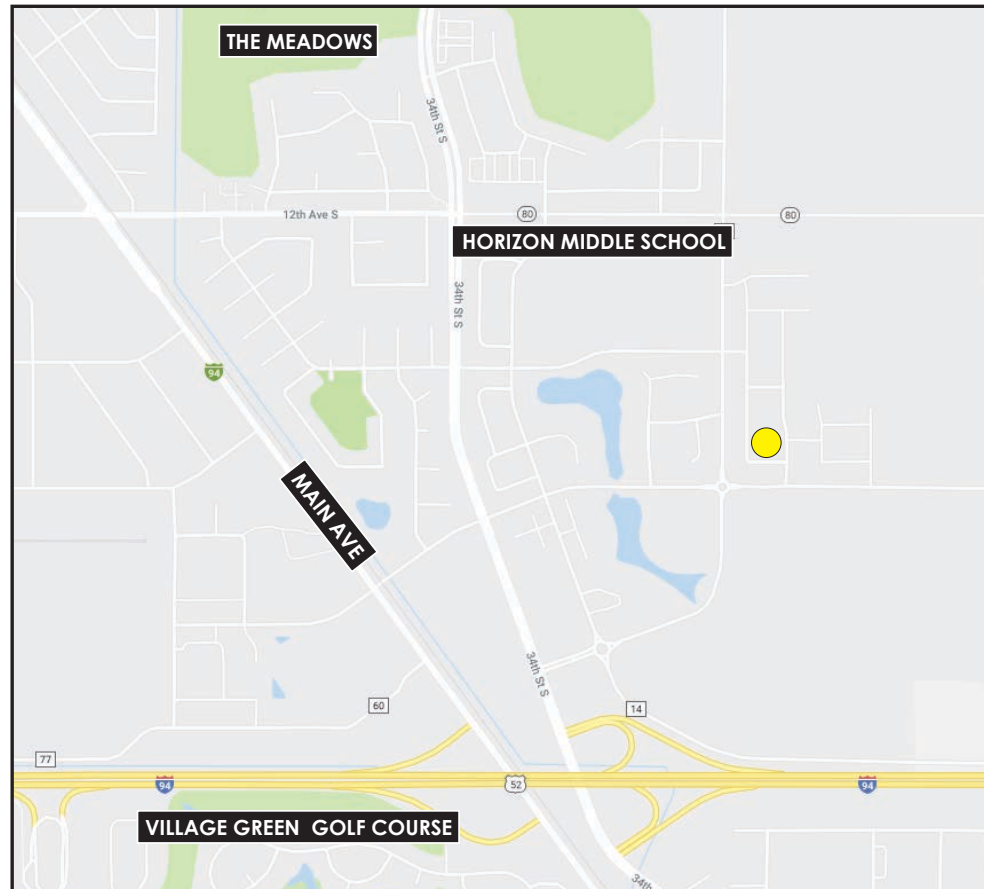 THE MEADOWS
34th St S
12th Ave S
80
80
HORIZON MIDDLE SCHOOL
34th St S
94
MAIN AVE
34th St S
60
14
77
94
52
94
VILLAGE GREEN GOLF COURSE
34th